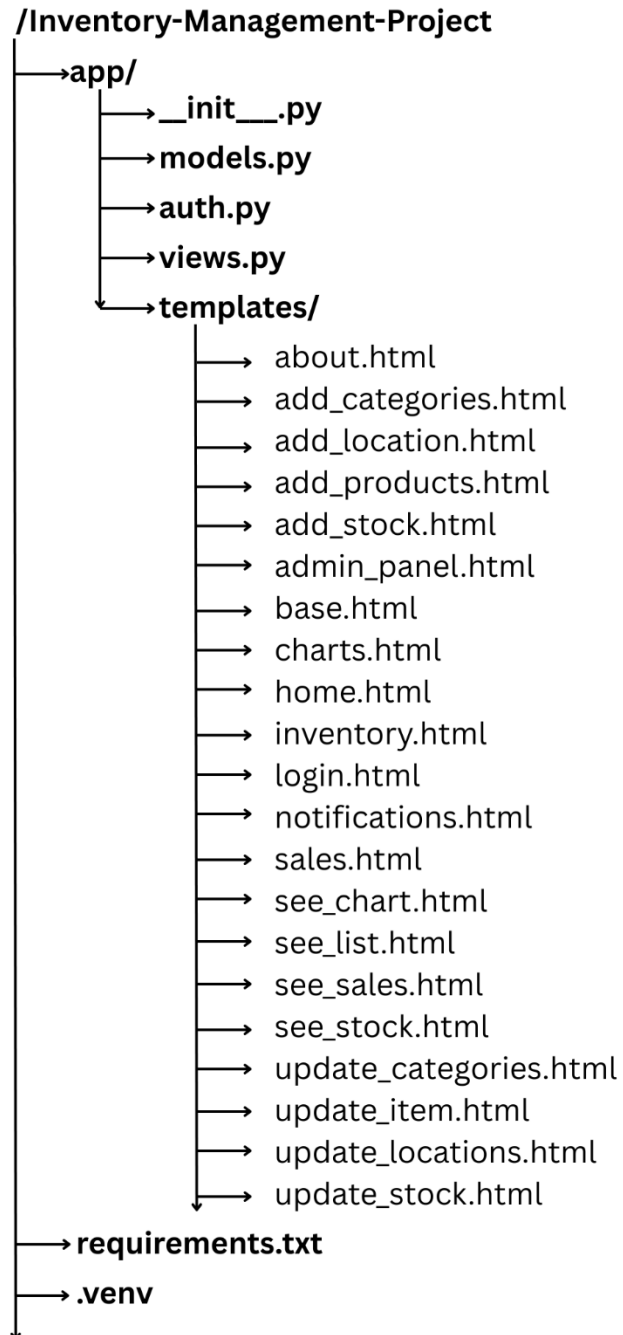 /Inventory-Management-Project
app/
__init___.py
models.py
auth.py
views.py
templates/
about.html
add_categories.html
add_location.html
add_products.html
add_stock.html
admin_panel.html
base.html
charts.html
home.html
inventory.html
login.html
notifications.html
sales.html
see_chart.html
see_list.html
see_sales.html
see_stock.html
update_categories.html
update_item.html
update_locations.html
update_stock.html
requirements.txt
.venv